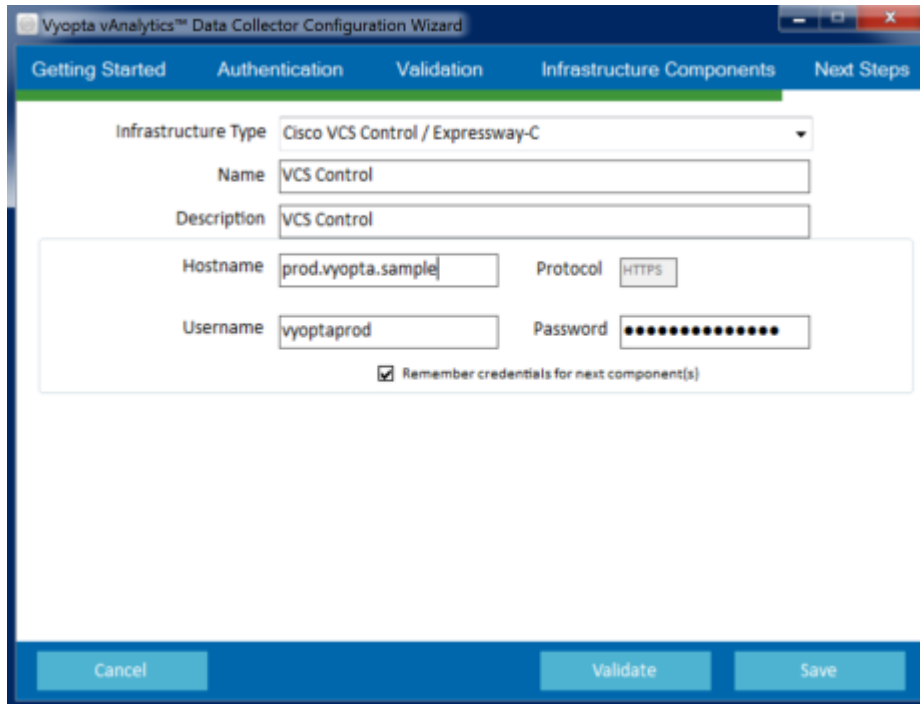 Vyopta vAnalytics™ Data Collector Configuration Wizard
Getting Started Authentication Validation Infrastructure Components Next Steps
Infrastructure Type Cisco VCS Control / Expressway-C
Name VCS Control
Description VCS Control
Hostname prod.vyopta.sample Protocol HTTPS
Username vyoptaprod Password ●●●●●●●●●●●●●●
Remember credentials for next component(s)
Cancel Validate Save